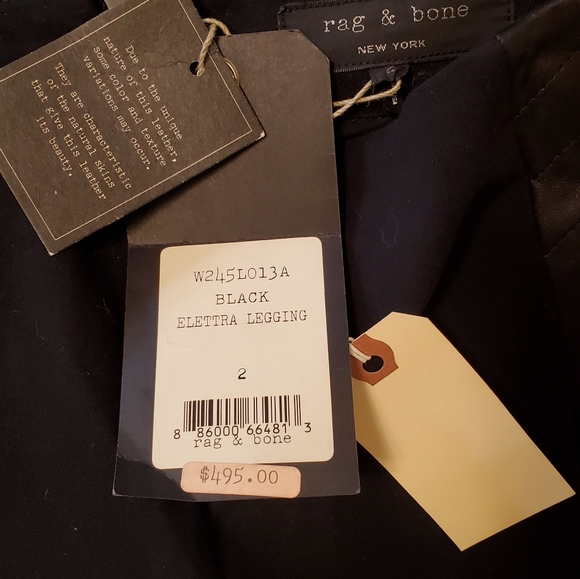 rag & bone
NEW YORK
Due to the unique
nature of this leather,
some color and texture
variations may occur.
They are characteristic
of the natural skins
that give this leather
its beauty.
W245L013A
BLACK
ELETTRA LEGGING
2
8 86000 66481 3
rag & bone
$495.00